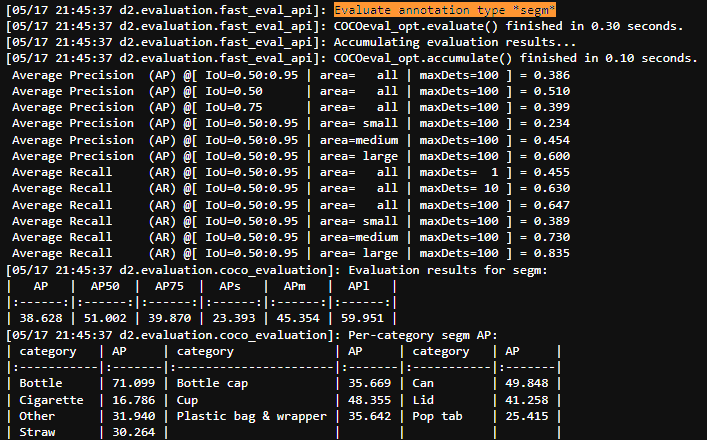 [05/17 21:45:37 d2.evaluation.fast_eval_api]: Evaluate annotation type *segm*
[05/17 21:45:37 d2.evaluation.fast_eval_api]: COCOeval_opt.evaluate() finished in 0.30 seconds.
[05/17 21:45:37 d2.evaluation.fast_eval_api]: Accumulating evaluation results...
[05/17 21:45:37 d2.evaluation.fast_eval_api]: COCOeval_opt.accumulate() finished in 0.10 seconds.
 Average Precision  (AP) @[ IoU=0.50:0.95 | area=   all | maxDets=100 ] = 0.386
 Average Precision  (AP) @[ IoU=0.50      | area=   all | maxDets=100 ] = 0.510
 Average Precision  (AP) @[ IoU=0.75      | area=   all | maxDets=100 ] = 0.399
 Average Precision  (AP) @[ IoU=0.50:0.95 | area= small | maxDets=100 ] = 0.234
 Average Precision  (AP) @[ IoU=0.50:0.95 | area=medium | maxDets=100 ] = 0.454
 Average Precision  (AP) @[ IoU=0.50:0.95 | area= large | maxDets=100 ] = 0.600
 Average Recall     (AR) @[ IoU=0.50:0.95 | area=   all | maxDets=  1 ] = 0.455
 Average Recall     (AR) @[ IoU=0.50:0.95 | area=   all | maxDets= 10 ] = 0.630
 Average Recall     (AR) @[ IoU=0.50:0.95 | area=   all | maxDets=100 ] = 0.647
 Average Recall     (AR) @[ IoU=0.50:0.95 | area= small | maxDets=100 ] = 0.389
 Average Recall     (AR) @[ IoU=0.50:0.95 | area=medium | maxDets=100 ] = 0.730
 Average Recall     (AR) @[ IoU=0.50:0.95 | area= large | maxDets=100 ] = 0.835
[05/17 21:45:37 d2.evaluation.coco_evaluation]: Evaluation results for segm:
|   AP   |  AP50  |  AP75  |  APs   |  APm   |  APl   |
|:------:|:------:|:------:|:------:|:------:|:------:|
| 38.628 | 51.002 | 39.870 | 23.393 | 45.354 | 59.951 |
[05/17 21:45:37 d2.evaluation.coco_evaluation]: Per-category segm AP:
| category   | AP     | category              | AP     | category   | AP     |
|:-----------|:-------|:----------------------|:-------|:-----------|:-------|
| Bottle     | 71.099 | Bottle cap            | 35.669 | Can        | 49.848 |
| Cigarette  | 16.786 | Cup                   | 48.355 | Lid        | 41.258 |
| Other      | 31.940 | Plastic bag & wrapper | 35.642 | Pop tab    | 25.415 |
| Straw      | 30.264 |                       |        |            |        |